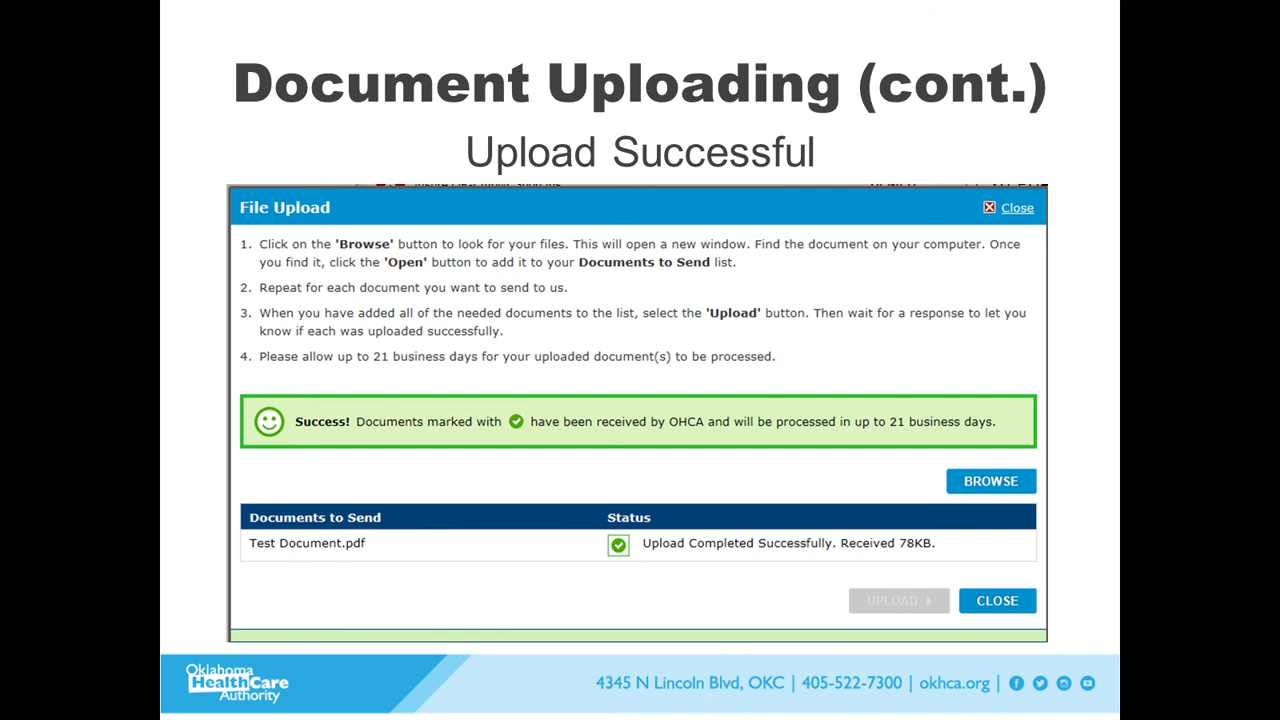 Document Uploading (cont.)
Upload Successful
File Upload
Close
1. Click on the 'Browse' button to look for your files. This will open a new window. Find the document on your computer. Once
you find it, click the 'Open' button to add it to your Documents to Send list.
2. Repeat for each document you want to send to us.
3. When you have added all of the needed documents to the list, select the 'Upload' button. Then wait for a response to let you
know if each was uploaded successfully.
4. Please allow up to 21 business days for your uploaded document(s) to be processed.
Success! Documents marked with have been received by OHCA and will be processed in up to 21 business days.
BROWSE
Documents to Send Status
Test Document.pdf Upload Completed Successfully. Received 78KB.
UPLOAD CLOSE
Oklahoma
HealthCare
Authority
4345 N Lincoln Blvd, OKC | 405-522-7300 | okhca.org |